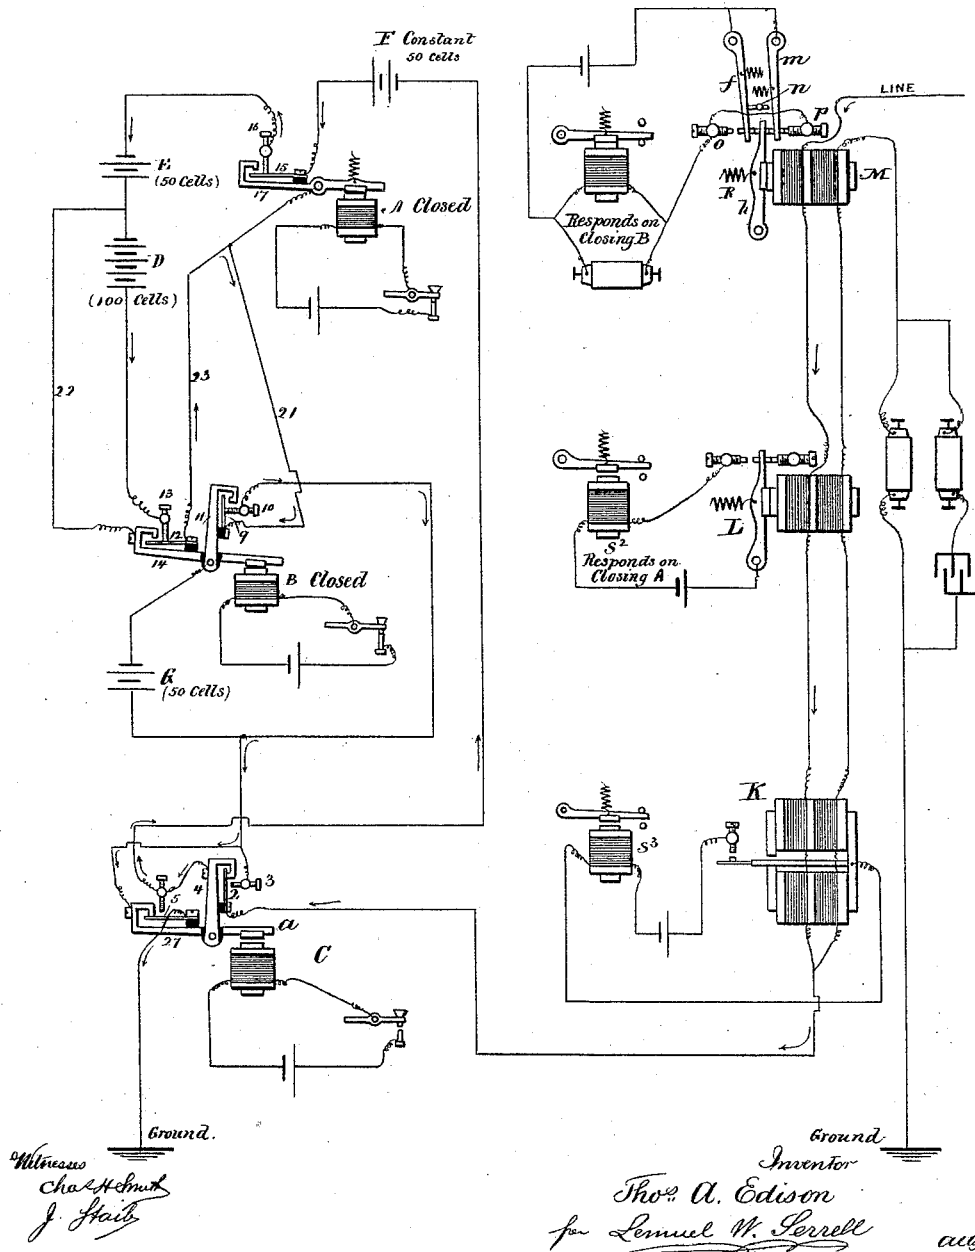 F Constant
50 cells
E
(50 Cells)
16
15
17
A Closed
D
(100 Cells)
22
23
21
13
12
14
11
9
10
B Closed
G
(50 Cells)
4
2
3
5
27
a
C
Ground.
m
f
n
LINE
o
p
R
h
M
Responds on
Closing B
L
S²
Responds on
Closing A
K
S³
Ground
Witnesses
Chas H Smith
J. Staib
Inventor
Thos. A. Edison
per Lemuel W. Serrell